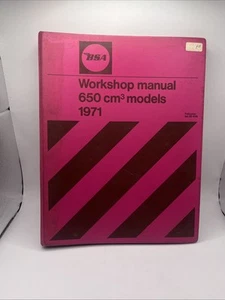 BSA
Workshop manual
650 cm³ models
1971